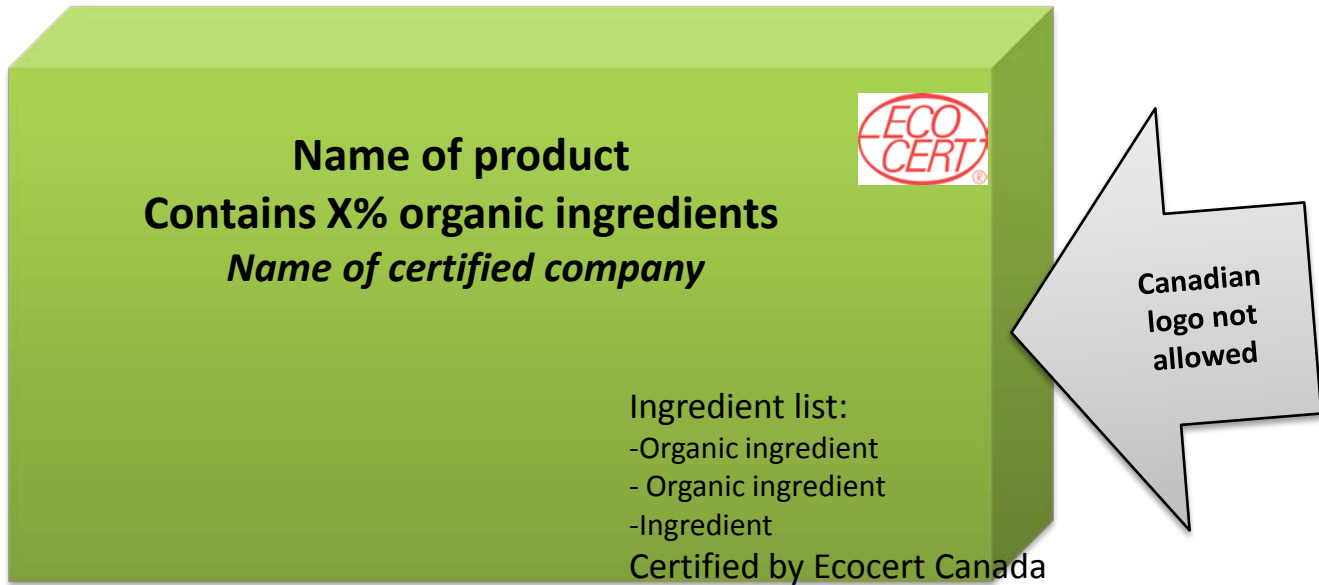 ECO
CERT
®
Name of product
Contains X% organic ingredients
Name of certified company
Canadian
logo not
allowed
Ingredient list:
-Organic ingredient
- Organic ingredient
-Ingredient
Certified by Ecocert Canada